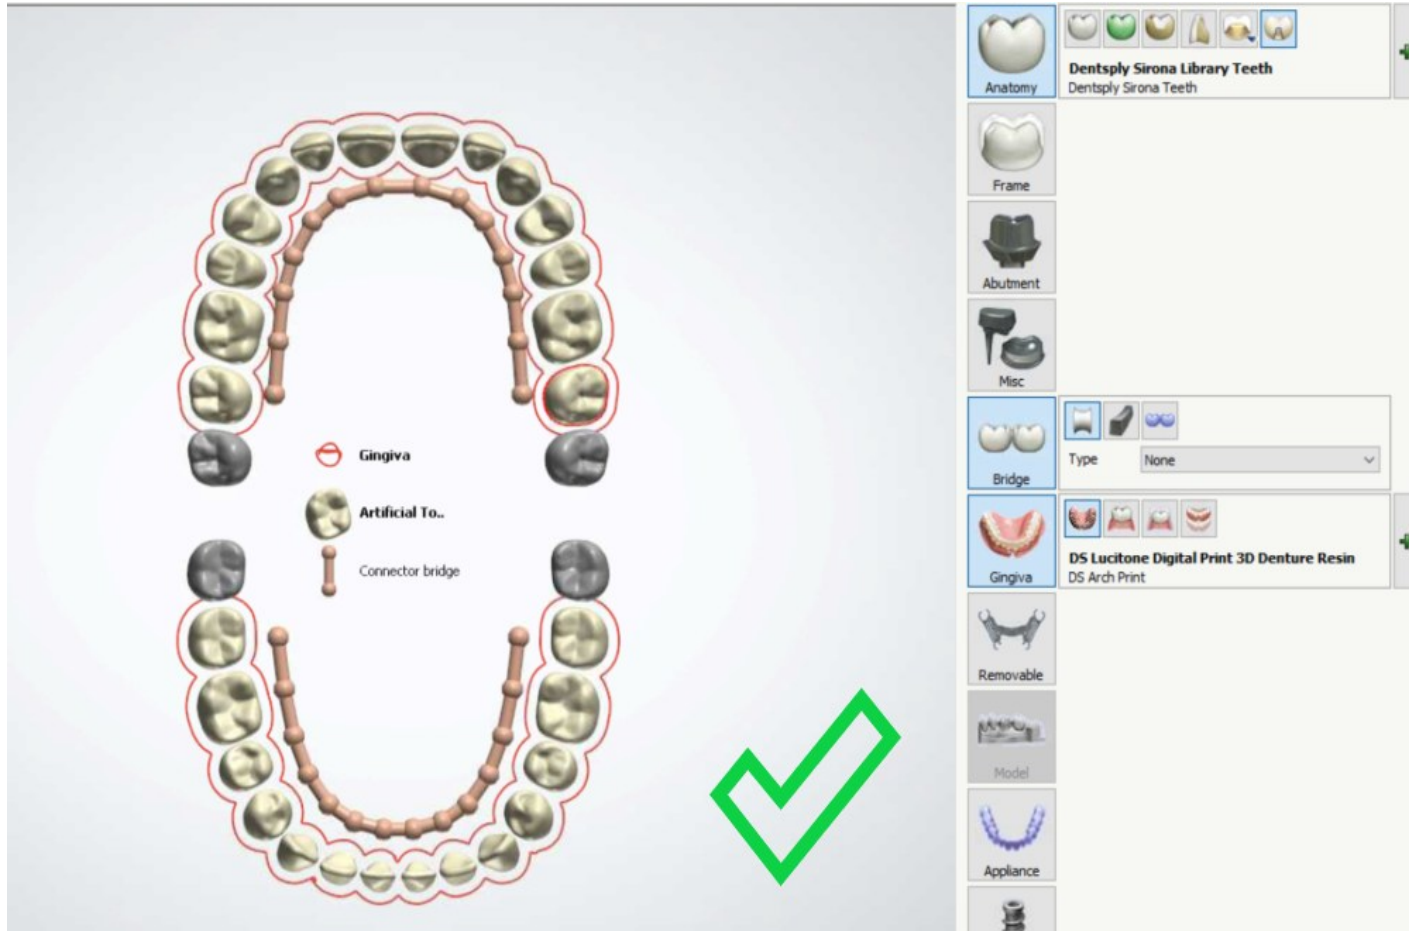 Anatomy
Dentsply Sirona Library Teeth
Dentsply Sirona Teeth
Frame
Abutment
Misc
Bridge
Type None
Gingiva
Artificial To..
Connector bridge
Gingiva
DS Lucitone Digital Print 3D Denture Resin
DS Arch Print
Removable
Model
Appliance